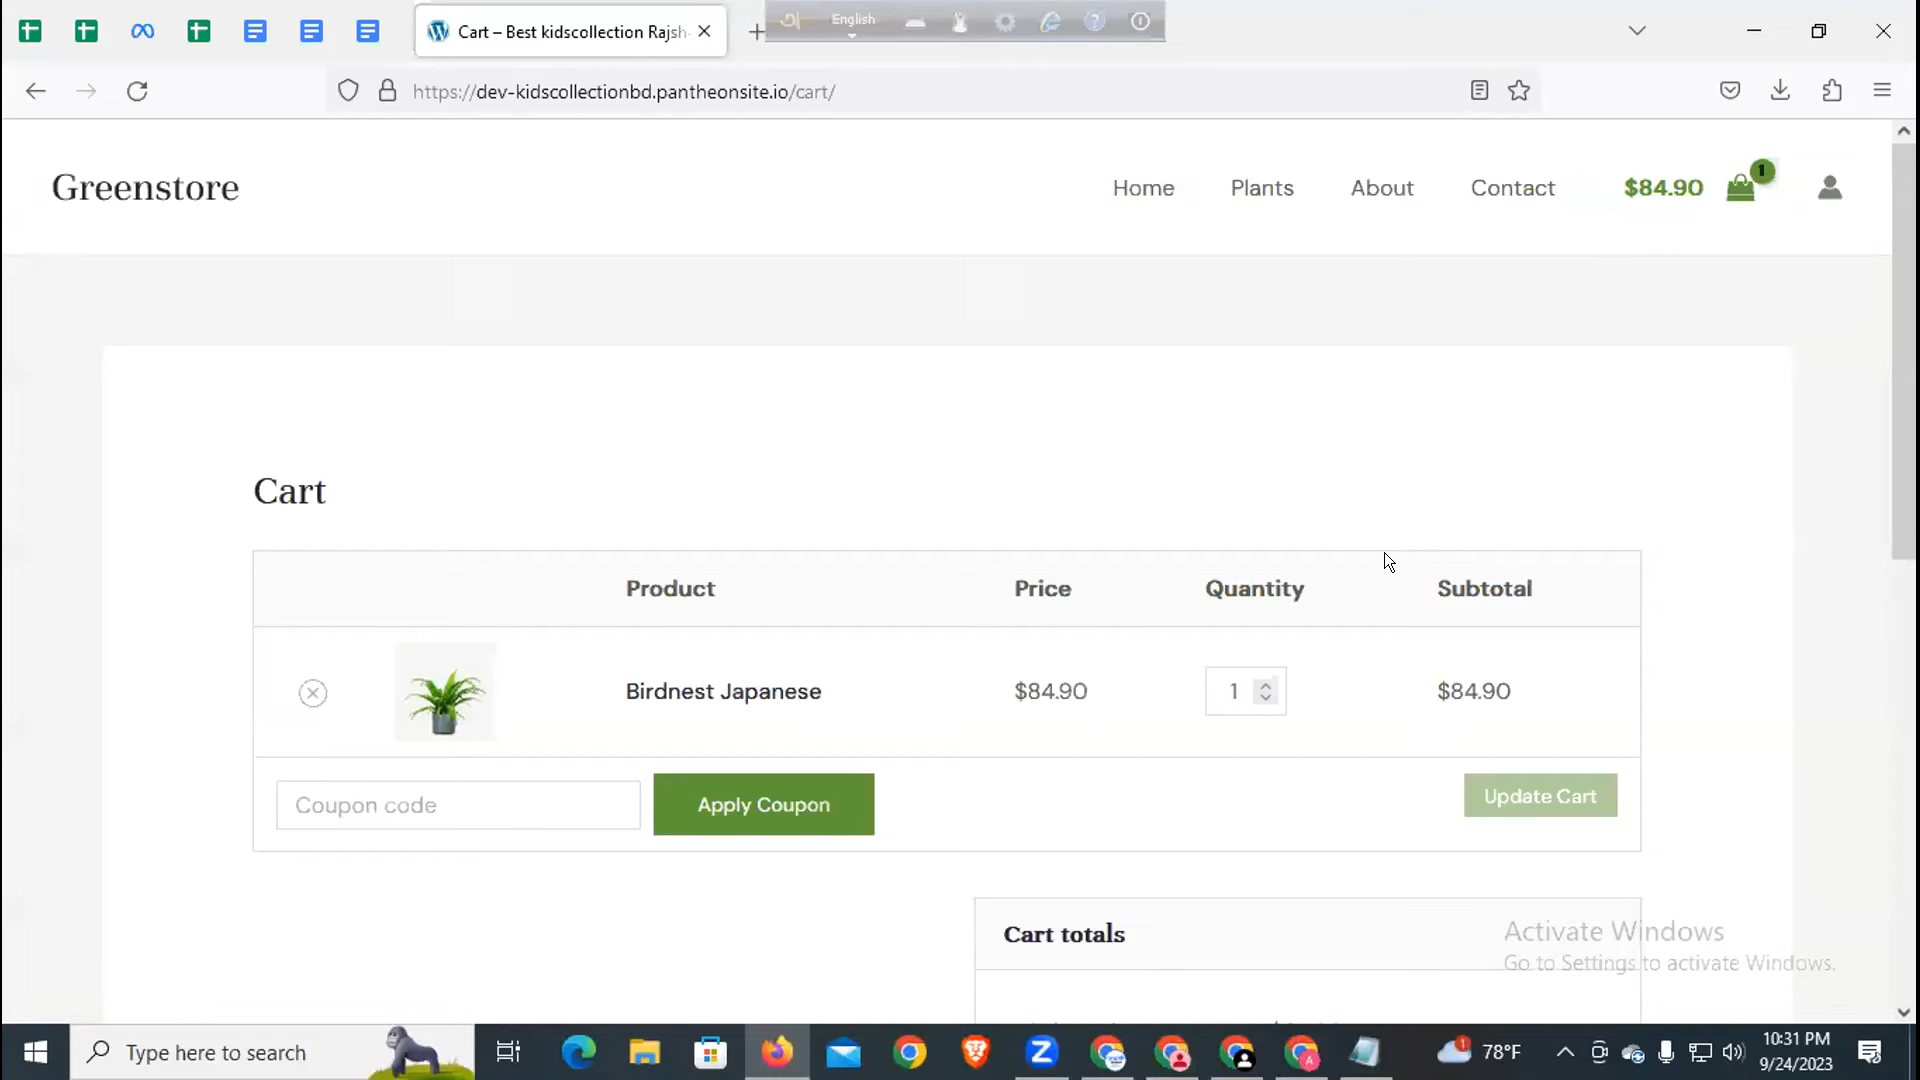 Cart – Best kidscollection Rajsh
English
https://dev-kidscollectionbd.pantheonsite.io/cart/
Greenstore
Home Plants About Contact $84.90 1
Cart
Product Price Quantity Subtotal
Birdnest Japanese $84.90 1 $84.90
Coupon code Apply Coupon Update Cart
Cart totals
Activate Windows
Go to Settings to activate Windows.
Type here to search
78°F
10:31 PM
9/24/2023